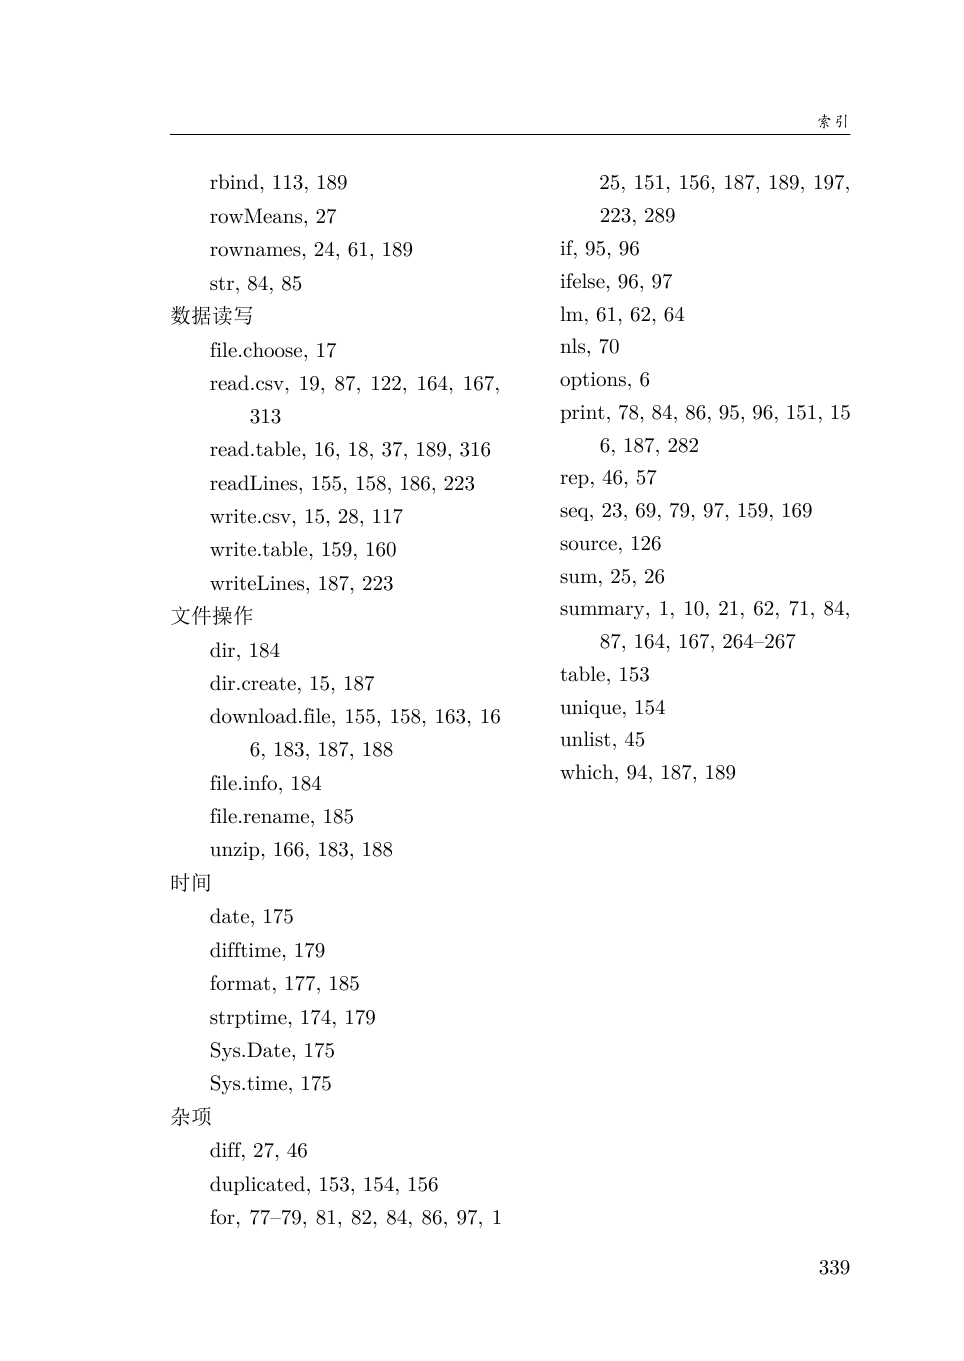 索引
rbind, 113, 189
rowMeans, 27
rownames, 24, 61, 189
str, 84, 85
数据读写
file.choose, 17
read.csv, 19, 87, 122, 164, 167,
313
read.table, 16, 18, 37, 189, 316
readLines, 155, 158, 186, 223
write.csv, 15, 28, 117
write.table, 159, 160
writeLines, 187, 223
文件操作
dir, 184
dir.create, 15, 187
download.file, 155, 158, 163, 16
6, 183, 187, 188
file.info, 184
file.rename, 185
unzip, 166, 183, 188
时间
date, 175
difftime, 179
format, 177, 185
strptime, 174, 179
Sys.Date, 175
Sys.time, 175
杂项
diff, 27, 46
duplicated, 153, 154, 156
for, 77–79, 81, 82, 84, 86, 97, 1
25, 151, 156, 187, 189, 197,
223, 289
if, 95, 96
ifelse, 96, 97
lm, 61, 62, 64
nls, 70
options, 6
print, 78, 84, 86, 95, 96, 151, 15
6, 187, 282
rep, 46, 57
seq, 23, 69, 79, 97, 159, 169
source, 126
sum, 25, 26
summary, 1, 10, 21, 62, 71, 84,
87, 164, 167, 264–267
table, 153
unique, 154
unlist, 45
which, 94, 187, 189
339